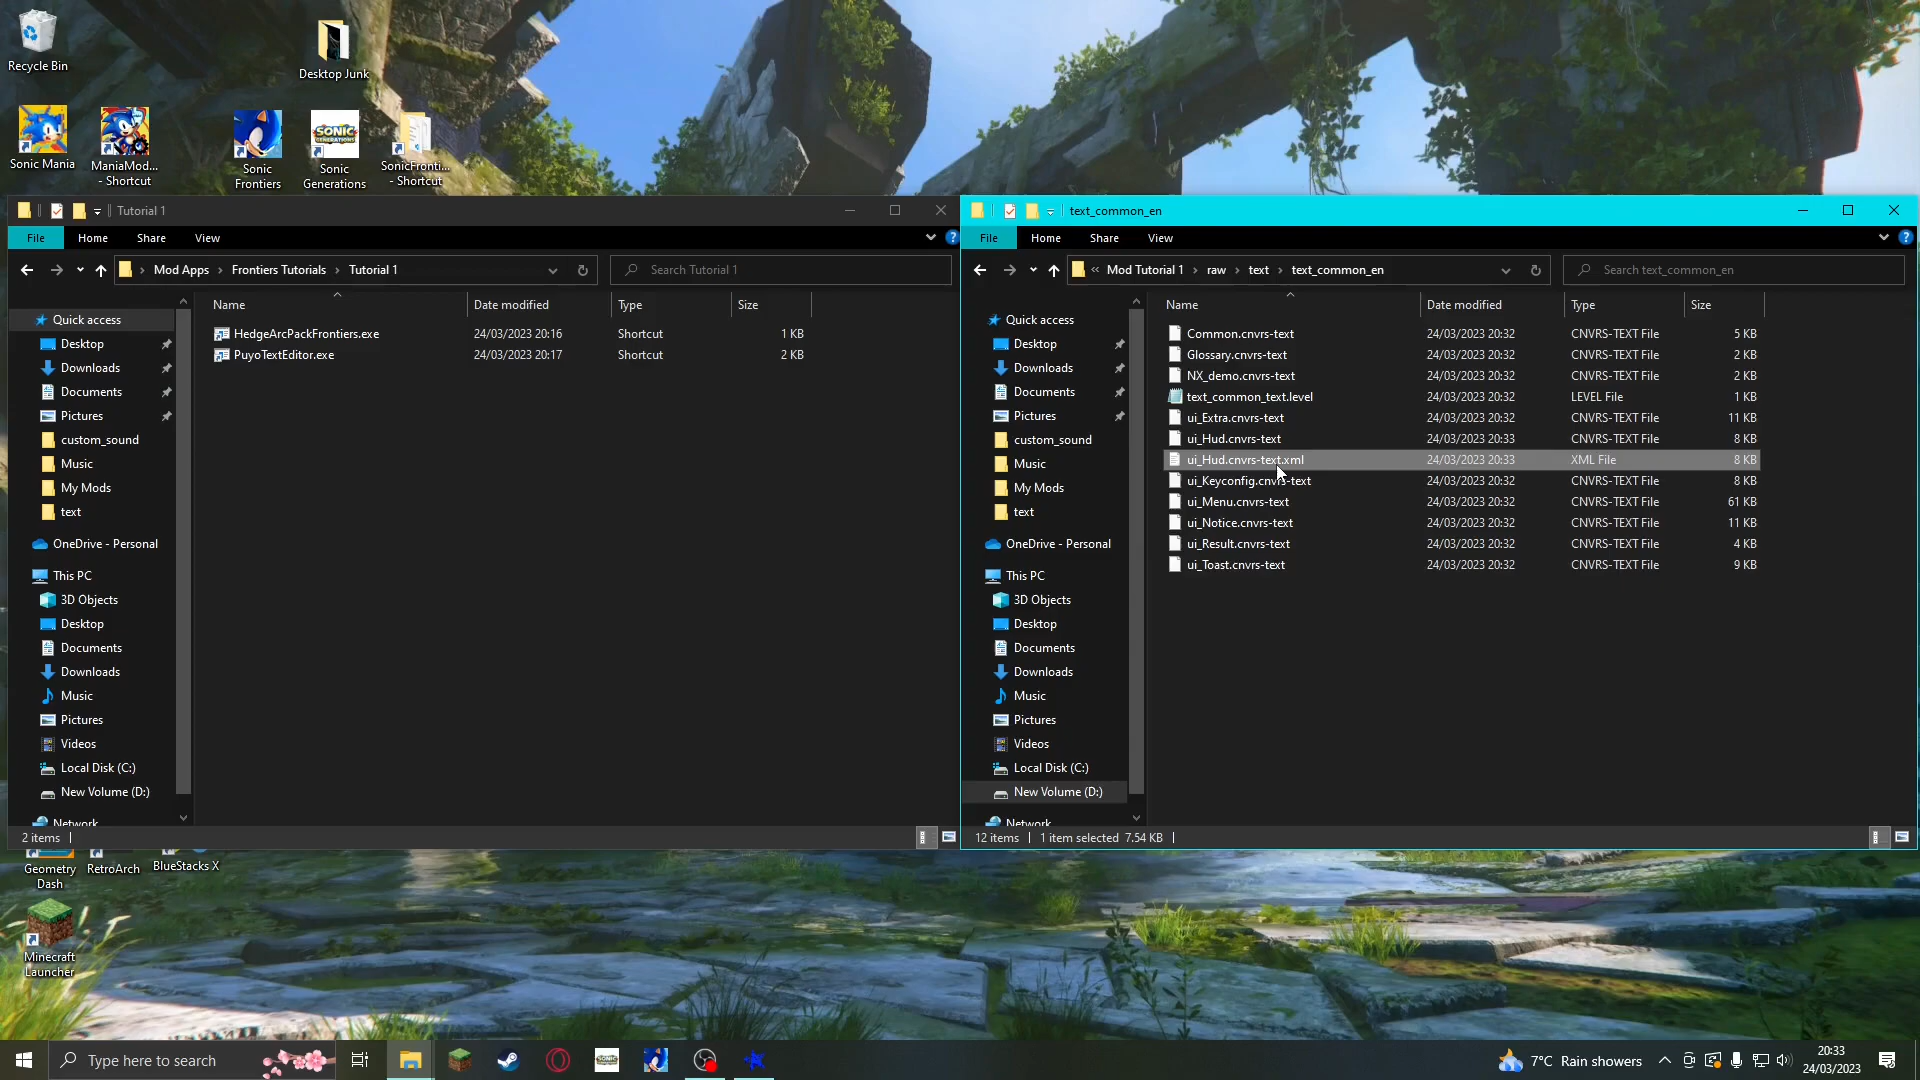 Recycle Bin
Desktop Junk
Sonic Mania
ManiaMod...
- Shortcut
Sonic
Frontiers
Sonic
Generations
SonicFronti...
- Shortcut
Tutorial 1
File Home Share View
Mod Apps › Frontiers Tutorials › Tutorial 1
Search Tutorial 1
Name Date modified Type Size
HedgeArcPackFrontiers.exe 24/03/2023 20:16 Shortcut 1 KB
PuyoTextEditor.exe 24/03/2023 20:17 Shortcut 2 KB
Quick access
Desktop
Downloads
Documents
Pictures
custom_sound
Music
My Mods
text
OneDrive - Personal
This PC
3D Objects
Desktop
Documents
Downloads
Music
Pictures
Videos
Local Disk (C:)
New Volume (D:)
Network
2 items
text_common_en
File Home Share View
« Mod Tutorial 1 › raw › text › text_common_en
Search text_common_en
Name Date modified Type Size
Common.cnvrs-text 24/03/2023 20:32 CNVRS-TEXT File 5 KB
Glossary.cnvrs-text 24/03/2023 20:32 CNVRS-TEXT File 2 KB
NX_demo.cnvrs-text 24/03/2023 20:32 CNVRS-TEXT File 2 KB
text_common_text.level 24/03/2023 20:32 LEVEL File 1 KB
ui_Extra.cnvrs-text 24/03/2023 20:32 CNVRS-TEXT File 11 KB
ui_Hud.cnvrs-text 24/03/2023 20:33 CNVRS-TEXT File 8 KB
ui_Hud.cnvrs-text.xml 24/03/2023 20:33 XML File 8 KB
ui_Keyconfig.cnvrs-text 24/03/2023 20:32 CNVRS-TEXT File 8 KB
ui_Menu.cnvrs-text 24/03/2023 20:32 CNVRS-TEXT File 61 KB
ui_Notice.cnvrs-text 24/03/2023 20:32 CNVRS-TEXT File 11 KB
ui_Result.cnvrs-text 24/03/2023 20:32 CNVRS-TEXT File 4 KB
ui_Toast.cnvrs-text 24/03/2023 20:32 CNVRS-TEXT File 9 KB
Quick access
Desktop
Downloads
Documents
Pictures
custom_sound
Music
My Mods
text
OneDrive - Personal
This PC
3D Objects
Desktop
Documents
Downloads
Music
Pictures
Videos
Local Disk (C:)
New Volume (D:)
Network
12 items 1 item selected 7.54 KB
Geometry
Dash
RetroArch
BlueStacks X
Minecraft
Launcher
Type here to search
7°C Rain showers
20:33
24/03/2023